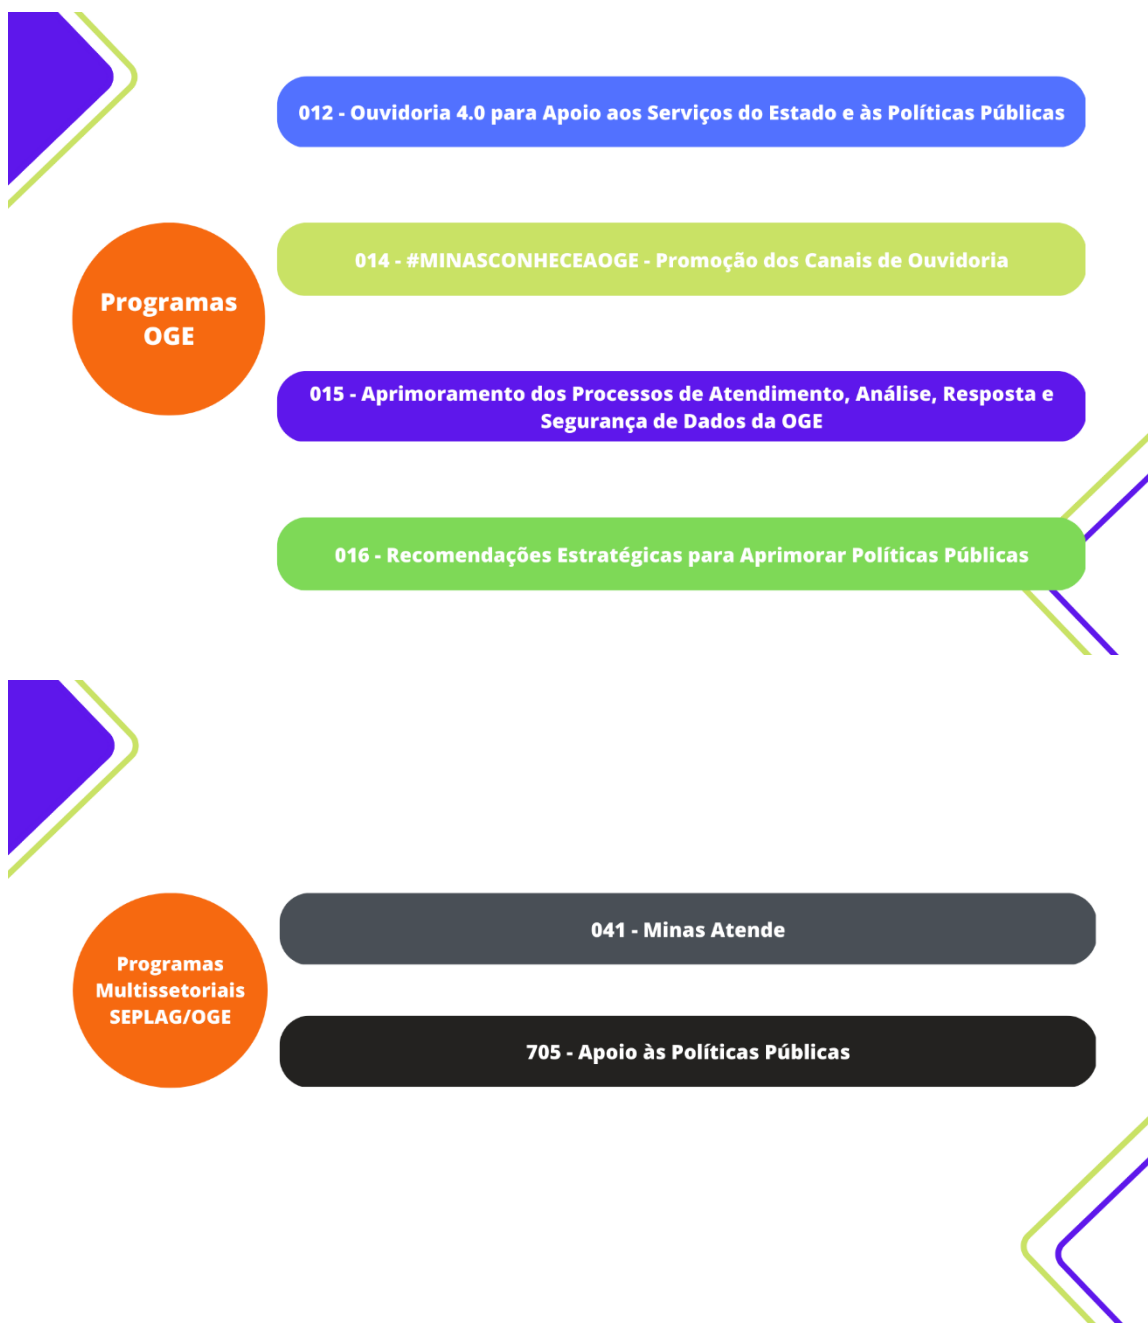 012 - Ouvidoria 4.0 para Apoio aos Serviços do Estado e às Políticas Públicas
014 - #MINASCONHECEAOGE - Promoção dos Canais de Ouvidoria
Programas
OGE
015 - Aprimoramento dos Processos de Atendimento, Análise, Resposta e
Segurança de Dados da OGE
016 - Recomendações Estratégicas para Aprimorar Políticas Públicas
Programas
Multissetoriais
SEPLAG/OGE
041 - Minas Atende
705 - Apoio às Políticas Públicas